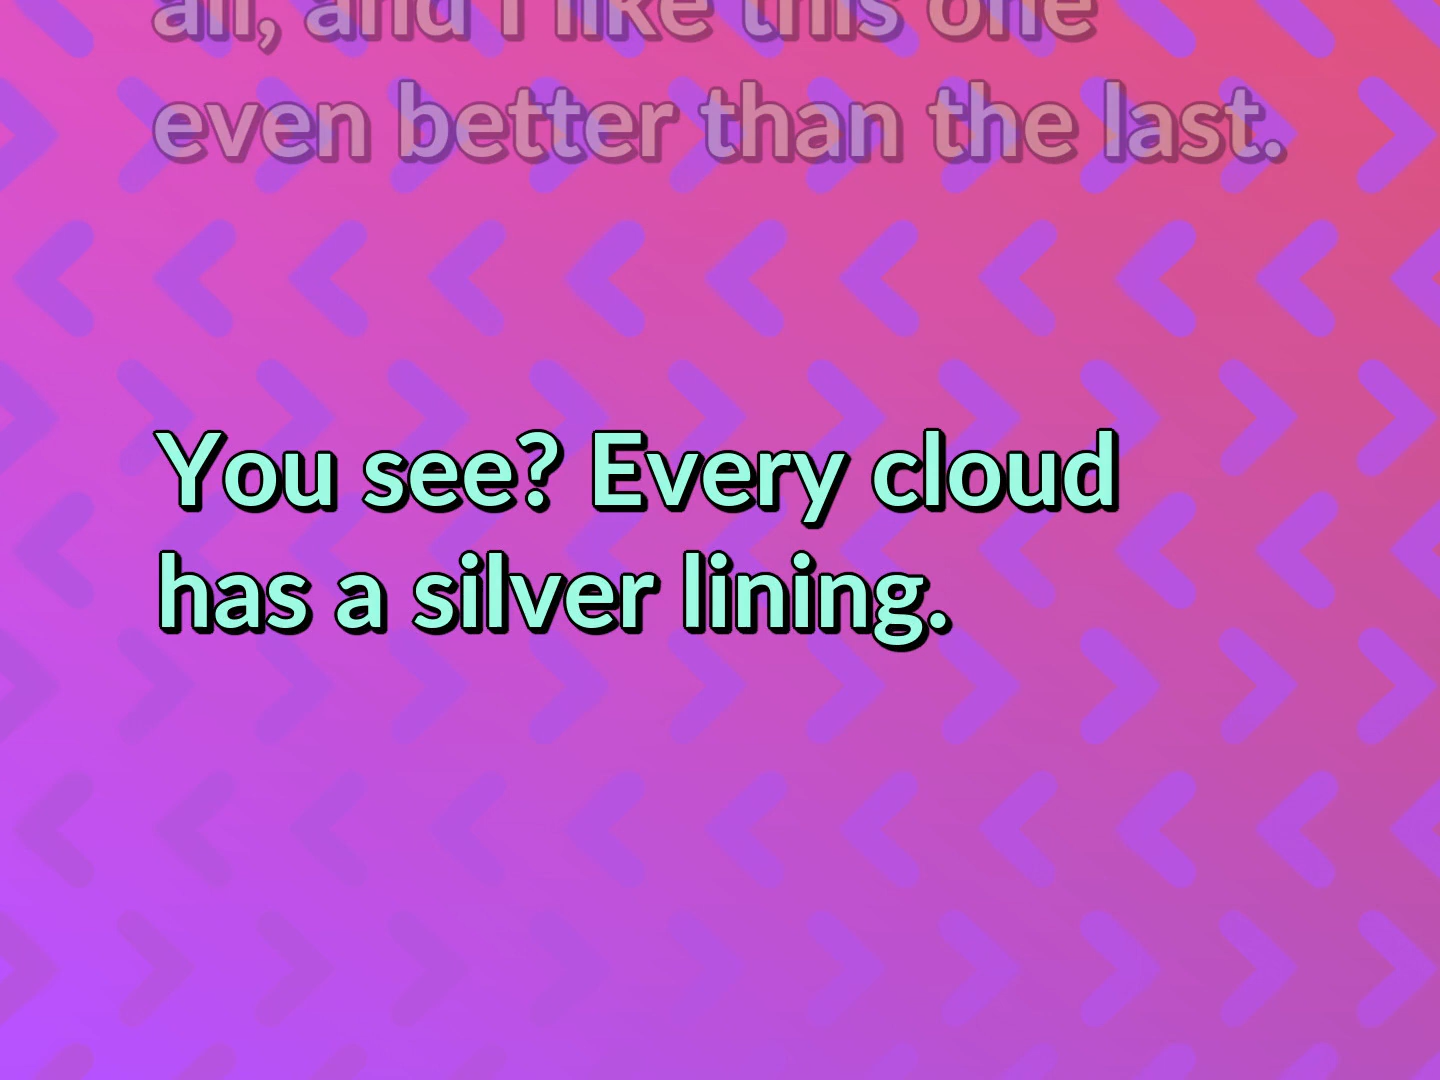 all, and I like this one
even better than the last.
You see? Every cloud
has a silver lining.